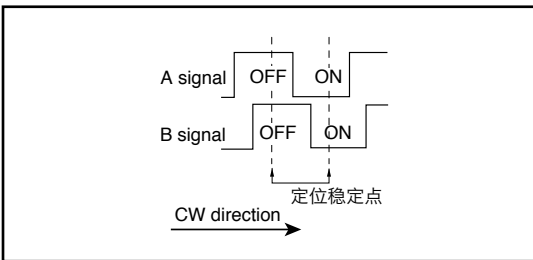 A signal OFF ON
B signal OFF ON
定位稳定点
CW direction